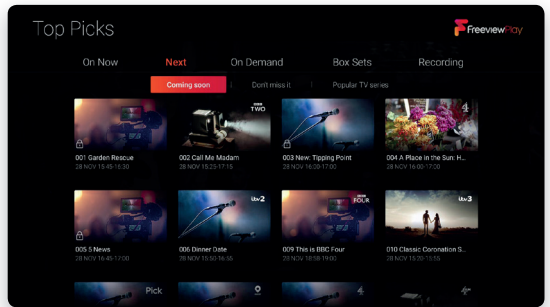 Top Picks
FreeviewPlay
On Now Next On Demand Box Sets Recording
Coming soon Don't miss it Popular TV series
BBC TWO
4
001 Garden Rescue 002 Call Me Madam 003 New: Tipping Point 004 A Place in the Sun: H...
28 NOV 15:45-16:30 28 NOV 15:25-17:15 28 NOV 16:30-17:00 28 NOV 16:00-17:00
itv2
BBC FOUR
itv3
005 5 News 006 Dinner Date 009 This is BBC Four 010 Classic Coronation S...
28 NOV 16:45-17:00 28 NOV 15:50-16:55 28 NOV 18:58-19:00 28 NOV 15:20-15:55
Pick